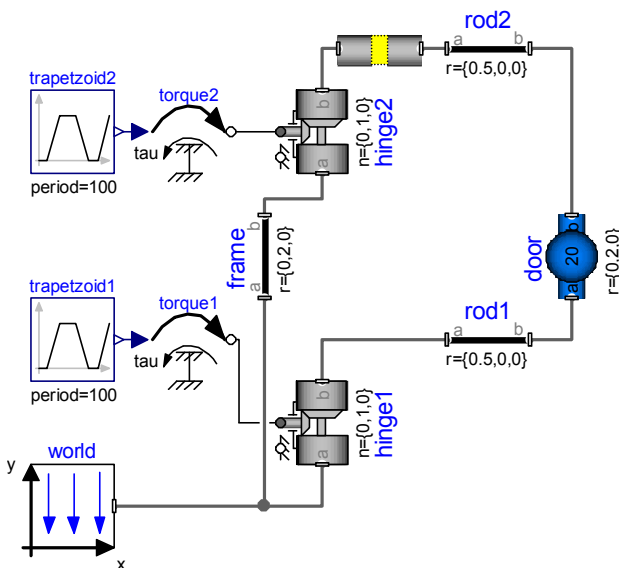 rod2
a b
r={0.5,0,0}
trapetzoid2
torque2
tau
period=100
b
a
n={0,1,0}
hinge2
frame
b
a
r={0,2,0}
door
b
20
a
r={0.2.0}
trapetzoid1
torque1
tau
period=100
rod1
a b
r={0.5,0,0}
b
a
n={0,1,0}
hinge1
world
y
x